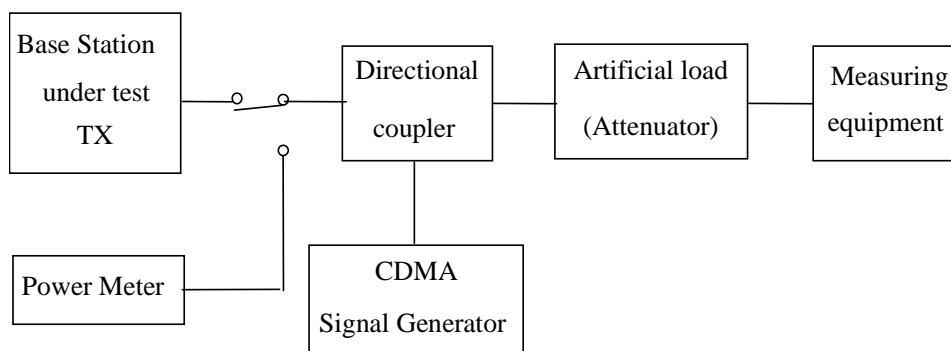 Base Station
under test
TX
Directional
coupler
Artificial load
(Attenuator)
Measuring
equipment
Power Meter
CDMA
Signal Generator